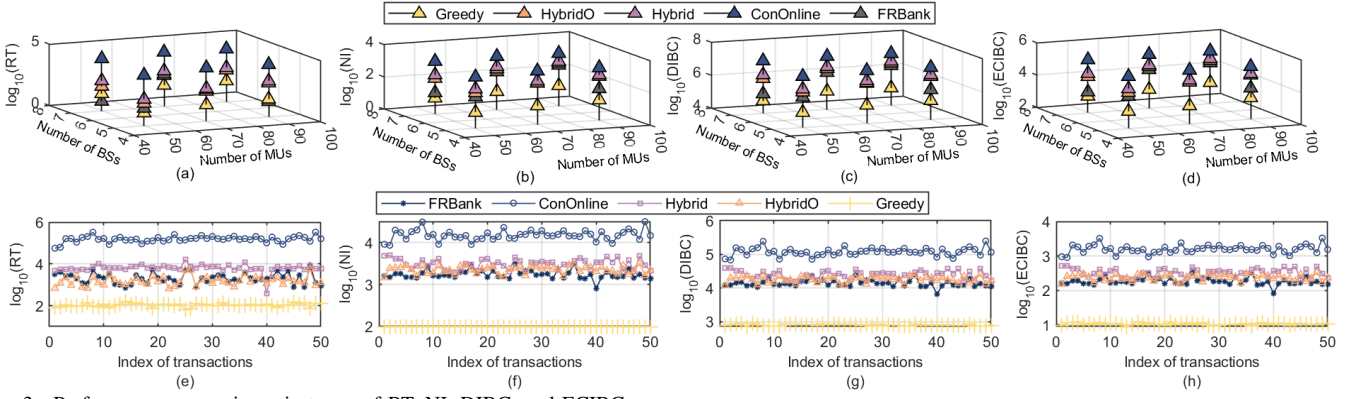 Greedy HybridO Hybrid ConOnline FRBank
log10(RT)
5
0
Number of BSs
8 7 6 5 4
Number of MUs
40 50 60 70 80 90 100
(a)
log10(NI)
4
2
0
Number of BSs
8 7 6 5 4
Number of MUs
40 50 60 70 80 90 100
(b)
log10(DIBC)
8
6
4
Number of BSs
8 7 6 5 4
Number of MUs
40 50 60 70 80 90 100
(c)
log10(ECIBC)
6
4
2
Number of BSs
8 7 6 5 4
Number of MUs
40 50 60 70 80 90 100
(d)
FRBank ConOnline Hybrid HybridO Greedy
log10(RT)
6
4
2
0 10 20 30 40 50
Index of transactions
(e)
log10(NI)
4
3
2
0 10 20 30 40 50
Index of transactions
(f)
log10(DIBC)
6
5
4
3
0 10 20 30 40 50
Index of transactions
(g)
log10(ECIBC)
4
3
2
1
0 10 20 30 40 50
Index of transactions
(h)